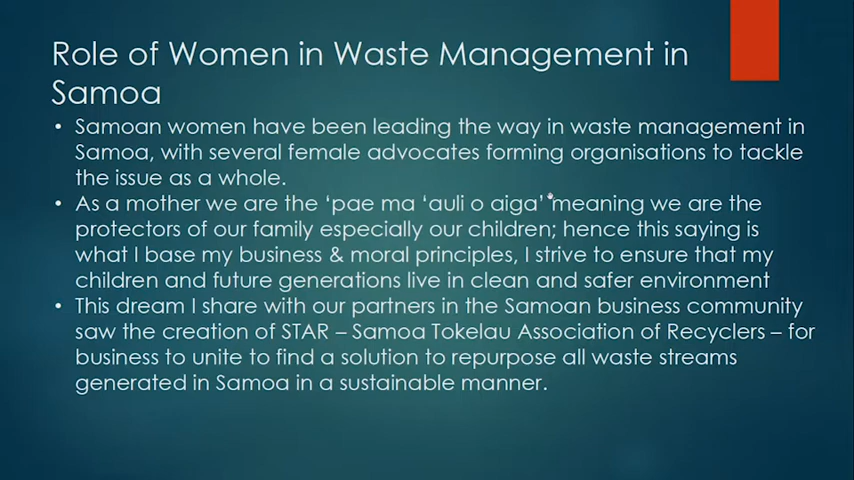 Role of Women in Waste Management in
Samoa
• Samoan women have been leading the way in waste management in
Samoa, with several female advocates forming organisations to tackle
the issue as a whole.
• As a mother we are the ‘pae ma ‘auli o aiga’ meaning we are the
protectors of our family especially our children; hence this saying is
what I base my business & moral principles, I strive to ensure that my
children and future generations live in clean and safer environment
• This dream I share with our partners in the Samoan business community
saw the creation of STAR – Samoa Tokelau Association of Recyclers – for
business to unite to find a solution to repurpose all waste streams
generated in Samoa in a sustainable manner.